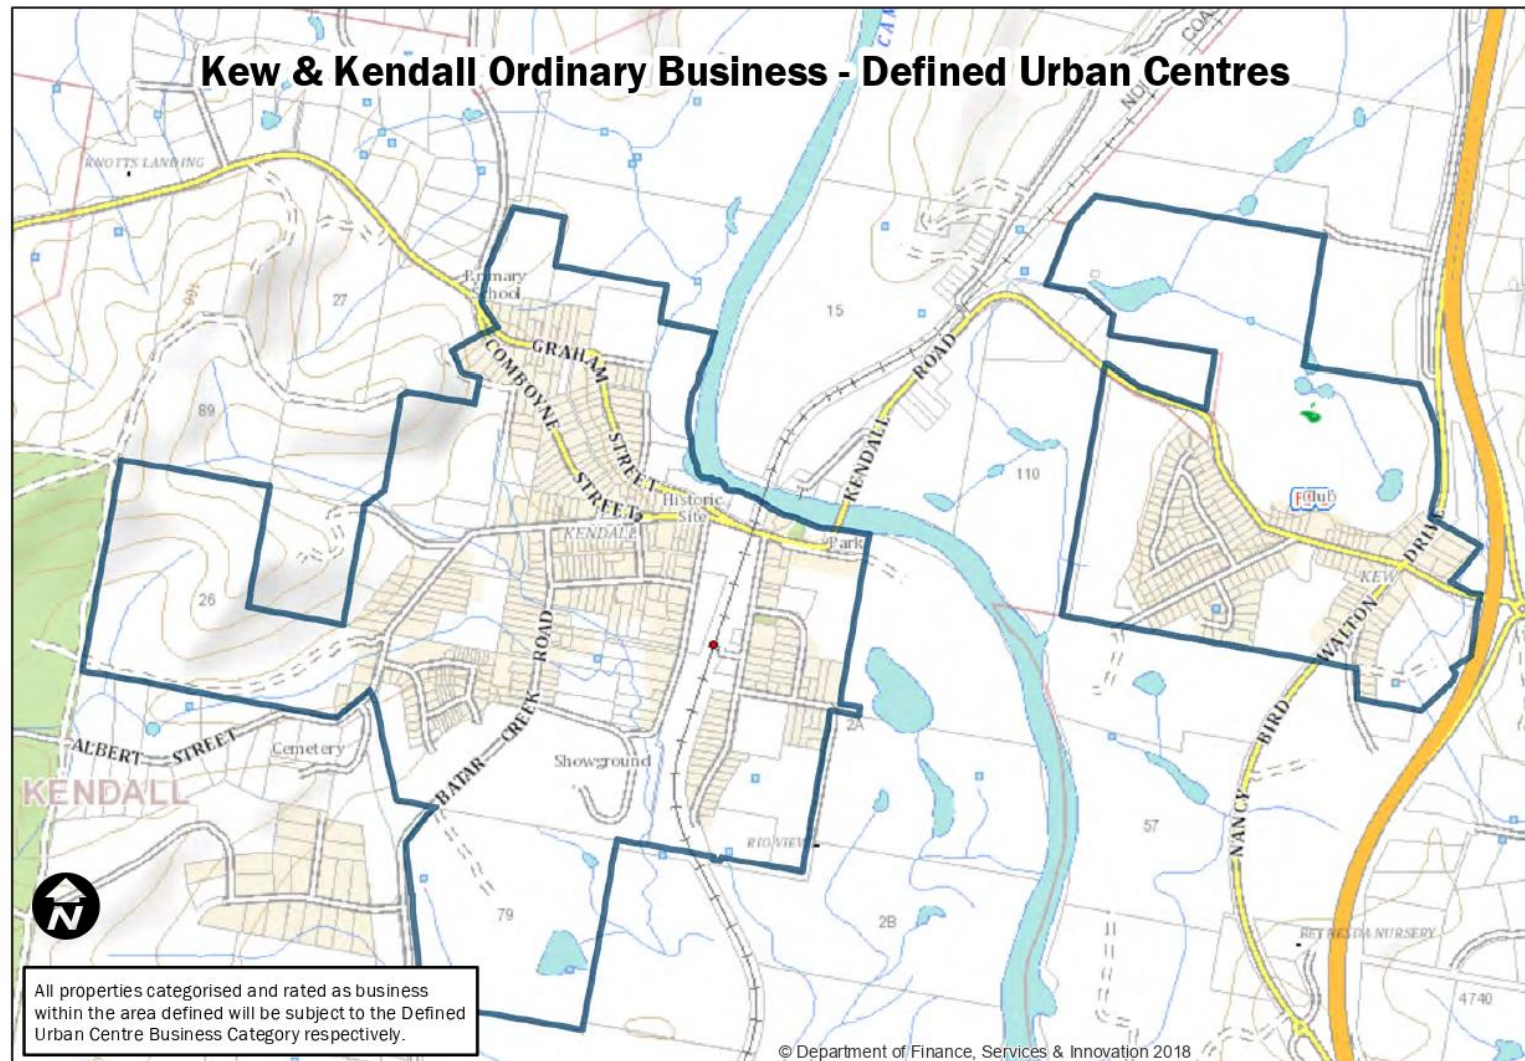 Kew & Kendall Ordinary Business - Defined Urban Centres
CAM
COAS
KNOTTS LANDING
Primary
School
100
27
15
GRAHAM
STREET
COMBOYNE
STREET
KENDALL
ROAD
89
110
Historic
Site
KENDALL
Park
Club
DRIVE
KEW
WALTON
BIRD
NANCY
26
ROAD
CREEK
BATAR
2A
ALBERT STREET
Cemetery
Showground
KENDALL
RIO VIEW
57
N
79
2B
BETHESDA NURSERY
4740
All properties categorised and rated as business
within the area defined will be subject to the Defined
Urban Centre Business Category respectively.
© Department of Finance, Services & Innovation 2018